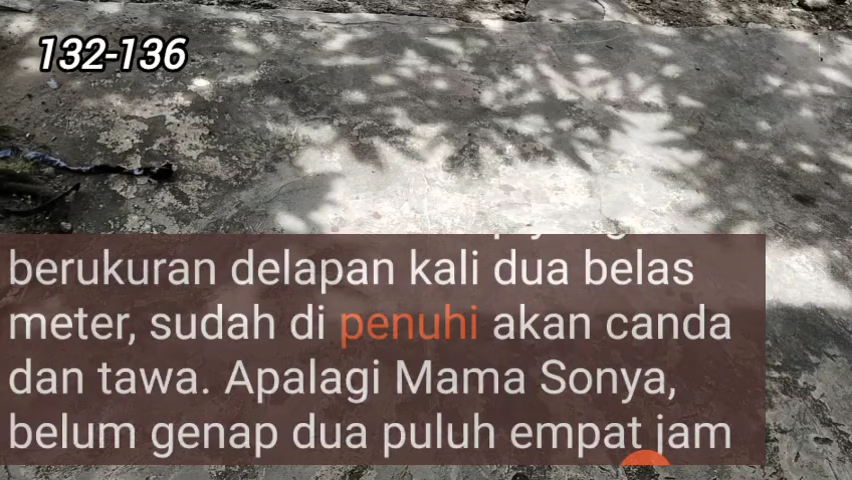 132-136
berukuran delapan kali dua belas
meter, sudah di penuhi akan canda
dan tawa. Apalagi Mama Sonya,
belum genap dua puluh empat jam